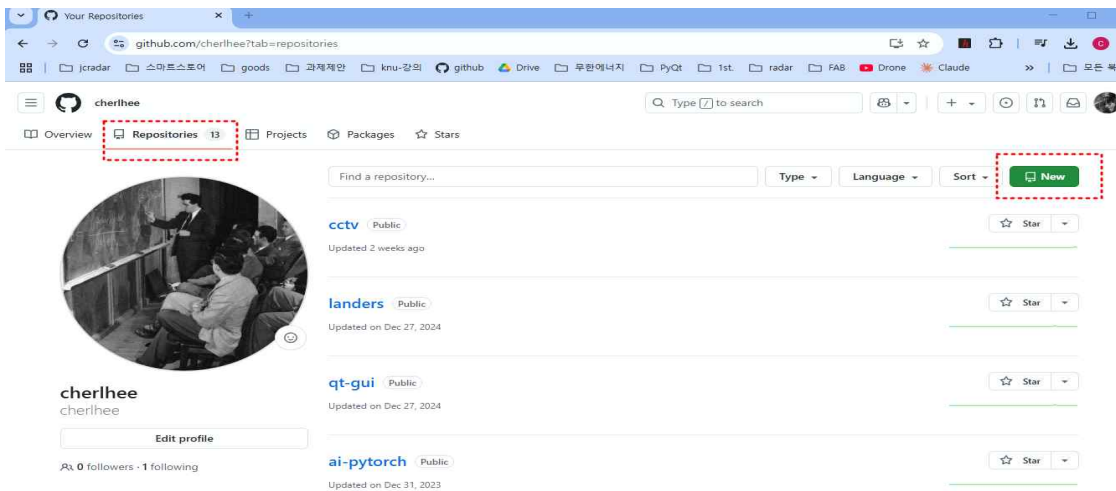 Your Repositories
github.com/cherlhee?tab=repositories
jcradar 스마트스토어 goods 과제제안 knu-강의 github Drive 무한에너지 PyQt 1st. radar FAB Drone Claude » 모든 북
cherlhee Type / to search
Overview Repositories 13 Projects Packages Stars
Find a repository... Type Language Sort New
cctv Public Star
Updated 2 weeks ago
landers Public Star
Updated on Dec 27, 2024
qt-gui Public Star
Updated on Dec 27, 2024
cherlhee
cherlhee
Edit profile
0 followers · 1 following
ai-pytorch Public Star
Updated on Dec 31, 2023